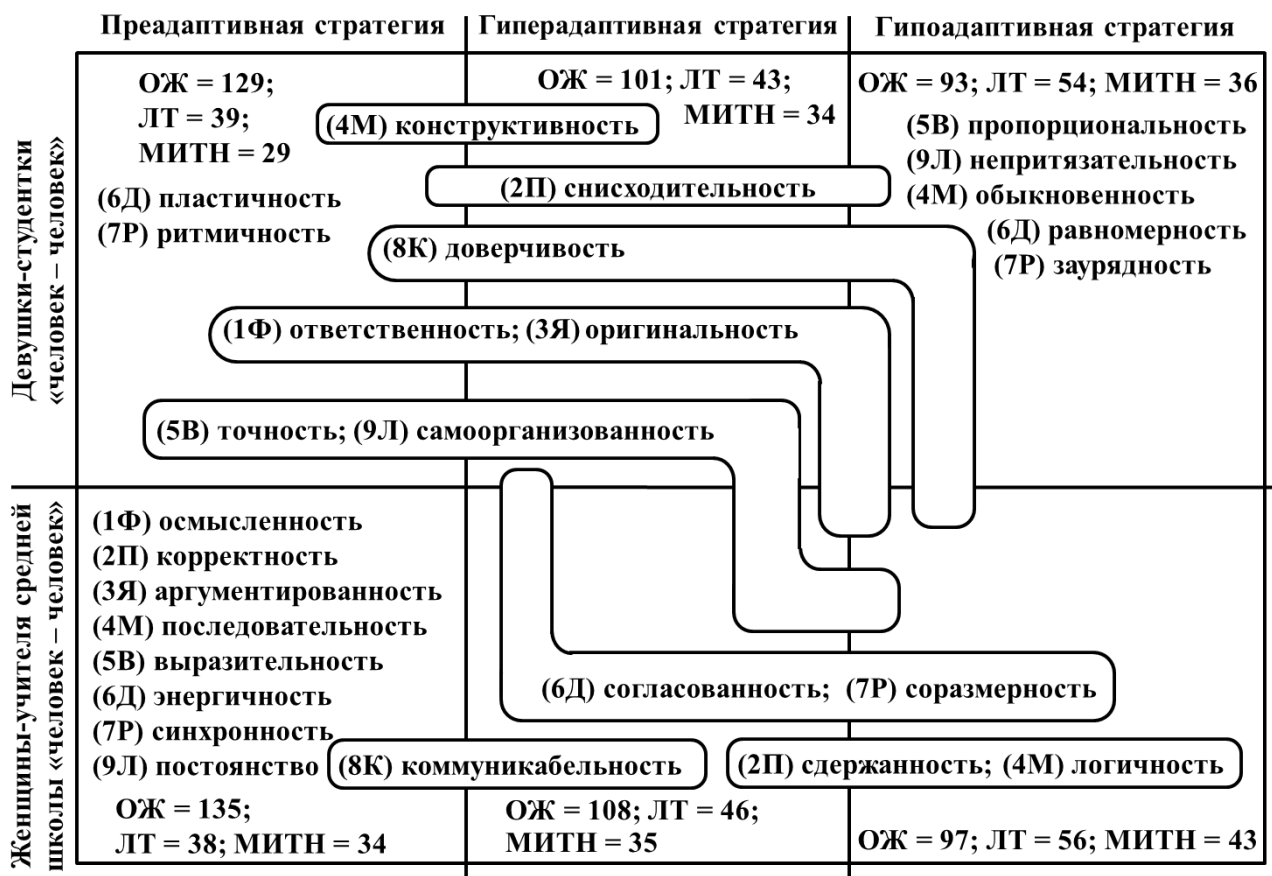 Преадаптивная стратегия
Гиперадаптивная стратегия
Гипоадаптивная стратегия
Девушки-студентки
«человек – человек»
ОЖ = 129;
ЛТ = 39;
МИТН = 29
ОЖ = 101; ЛТ = 43;
МИТН = 34
ОЖ = 93; ЛТ = 54; МИТН = 36
(4М) конструктивность
(5В) пропорциональность
(9Л) непритязательность
(4М) обыкновенность
(6Д) равномерность
(7Р) заурядность
(2П) снисходительность
(6Д) пластичность
(7Р) ритмичность
(8К) доверчивость
(1Ф) ответственность; (3Я) оригинальность
(5В) точность; (9Л) самоорганизованность
Женщины-учителя средней
школы «человек – человек»
(1Ф) осмысленность
(2П) корректность
(3Я) аргументированность
(4М) последовательность
(5В) выразительность
(6Д) энергичность
(7Р) синхронность
(9Л) постоянство
(6Д) согласованность; (7Р) соразмерность
(8К) коммуникабельность
(2П) сдержанность; (4М) логичность
ОЖ = 135;
ЛТ = 38; МИТН = 34
ОЖ = 108; ЛТ = 46;
МИТН = 35
ОЖ = 97; ЛТ = 56; МИТН = 43